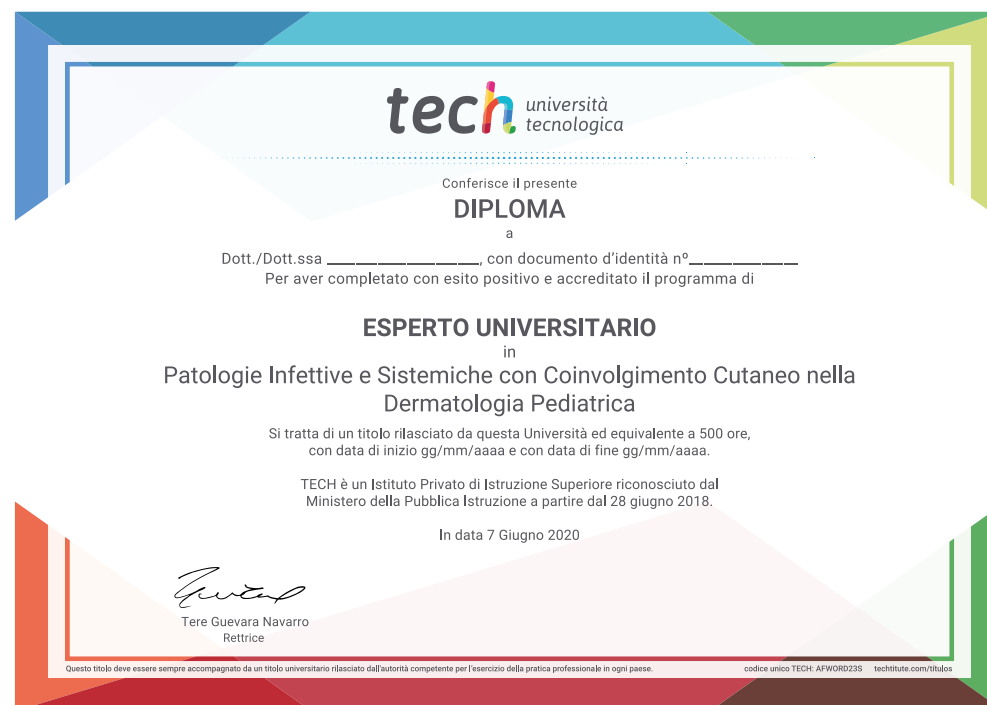 tech università
tecnologica
Conferisce il presente
DIPLOMA
a
Dott./Dott.ssa _________________, con documento d'identità nº____________
Per aver completato con esito positivo e accreditato il programma di
ESPERTO UNIVERSITARIO
in
Patologie Infettive e Sistemiche con Coinvolgimento Cutaneo nella
Dermatologia Pediatrica
Si tratta di un titolo rilasciato da questa Università ed equivalente a 500 ore,
con data di inizio gg/mm/aaaa e con data di fine gg/mm/aaaa.
TECH è un Istituto Privato di Istruzione Superiore riconosciuto dal
Ministero della Pubblica Istruzione a partire dal 28 giugno 2018.
In data 7 Giugno 2020
Tere Guevara Navarro
Rettrice
Questo titolo deve essere sempre accompagnato da un titolo universitario rilasciato dall'autorità competente per l'esercizio della pratica professionale in ogni paese. codice unico TECH: AFWORD23S techtitute.com/titulos